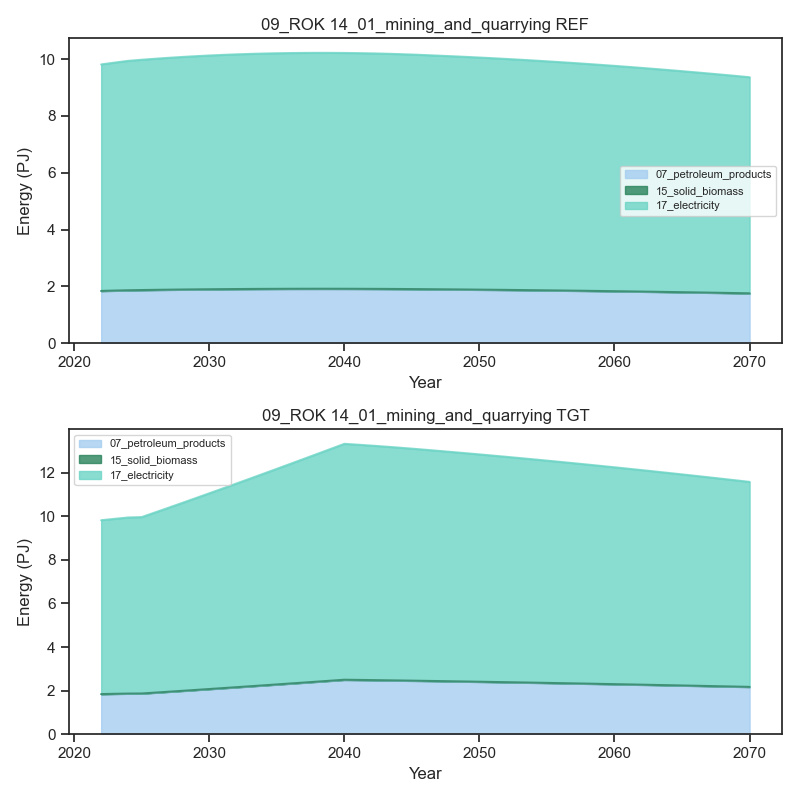 09_ROK 14_01_mining_and_quarrying REF
Energy (PJ)
10
8
6
4
2
0
07_petroleum_products
15_solid_biomass
17_electricity
2020 2030 2040 2050 2060 2070
Year
09_ROK 14_01_mining_and_quarrying TGT
Energy (PJ)
12
10
8
6
4
2
0
07_petroleum_products
15_solid_biomass
17_electricity
2020 2030 2040 2050 2060 2070
Year